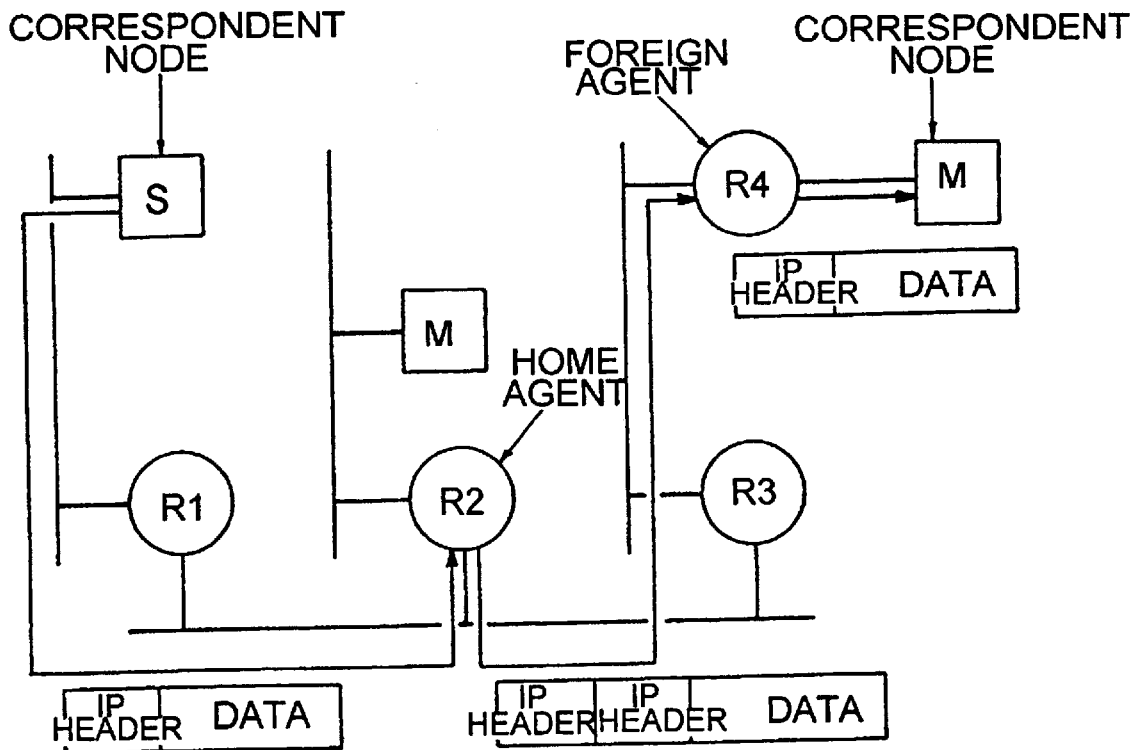 CORRESPONDENT
NODE
FOREIGN
AGENT
CORRESPONDENT
NODE
S
R4
M
IP
HEADER
DATA
M
HOME
AGENT
R1
R2
R3
IP
HEADER
DATA
IP
HEADER
IP
HEADER
DATA